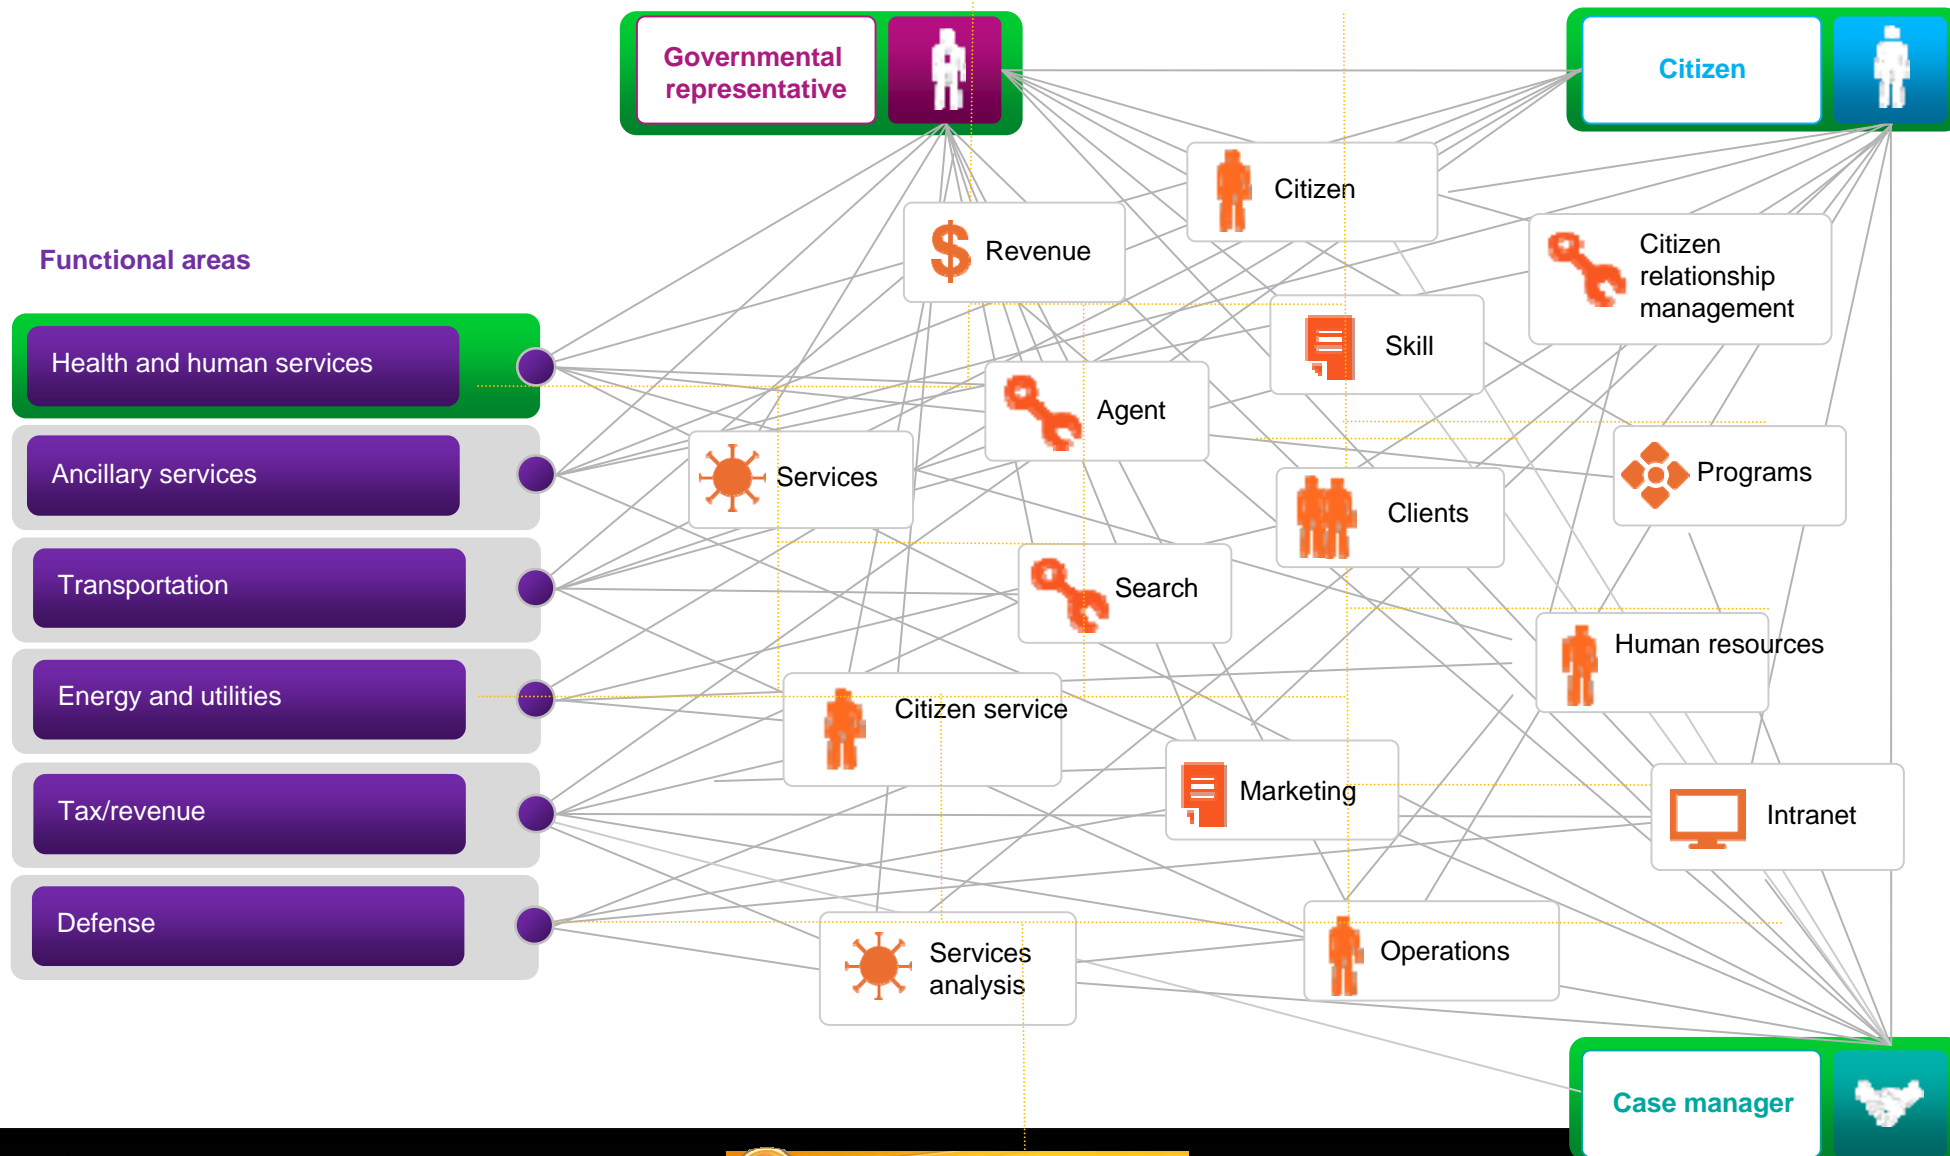 Governmental
representative
Citizen
Citizen
Revenue
Citizen
relationship
management
Functional areas
Skill
Health and human services
Agent
Services
Ancillary services
Programs
Clients
Transportation
Search
Human resources
Energy and utilities
Citizen service
Tax/revenue
Marketing
Intranet
Defense
Services
analysis
Operations
Case manager